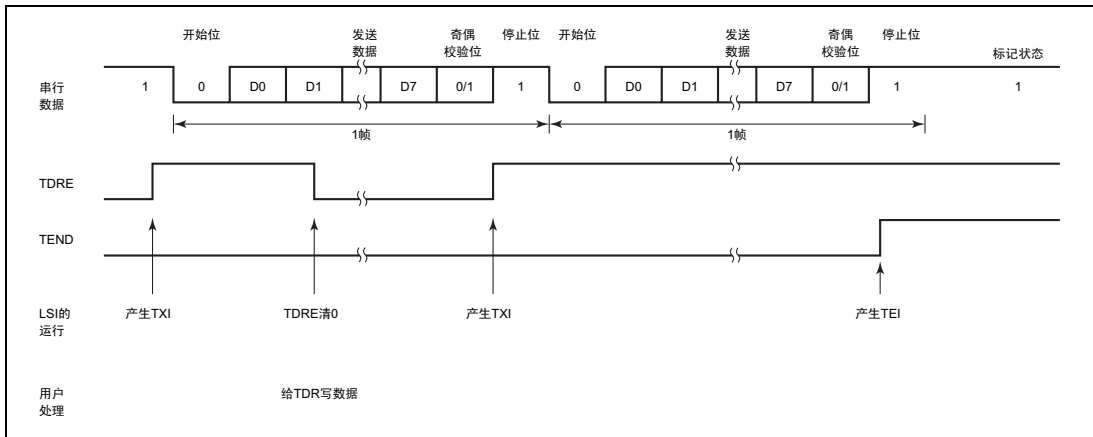 开始位 发送 数据 奇偶 校验位 停止位 开始位 发送 数据 奇偶 校验位 停止位 标记状态
串行 数据 1 0 D0 D1 D7 0/1 1 0 D0 D1 D7 0/1 1 1
1帧 1帧
TDRE
TEND
LSI的 运行 产生TXI TDRE清0 产生TXI 产生TEI
用户 处理 给TDR写数据